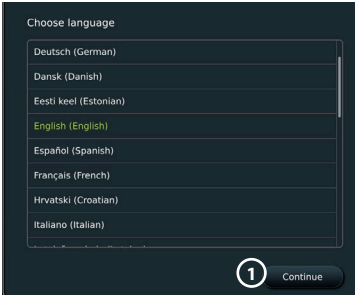 Choose language
Deutsch (German)
Dansk (Danish)
Eesti keel (Estonian)
English (English)
Español (Spanish)
Français (French)
Hrvatski (Croatian)
Italiano (Italian)
1 Continue